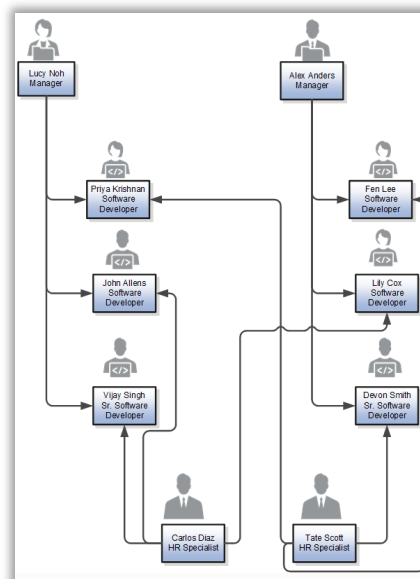 Lucy Noh
Manager
Alex Anders
Manager
</>
Priya Krishnan
Software
Developer
</>
Fen Lee
Software
Developer
</>
John Allens
Software
Developer
</>
Lily Cox
Software
Developer
</>
Vijay Singh
Sr. Software
Developer
</>
Devon Smith
Sr. Software
Developer
Carlos Diaz
HR Specialist
Tate Scott
HR Specialist